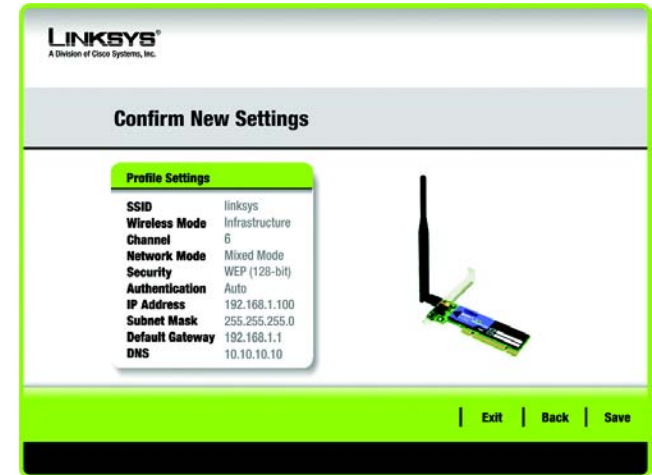 LINKSYS®
A Division of Cisco Systems, Inc.
Confirm New Settings
Profile Settings
SSID linksys
Wireless Mode Infrastructure
Channel 6
Network Mode Mixed Mode
Security WEP (128-bit)
Authentication Auto
IP Address 192.168.1.100
Subnet Mask 255.255.255.0
Default Gateway 192.168.1.1
DNS 10.10.10.10
Exit Back Save